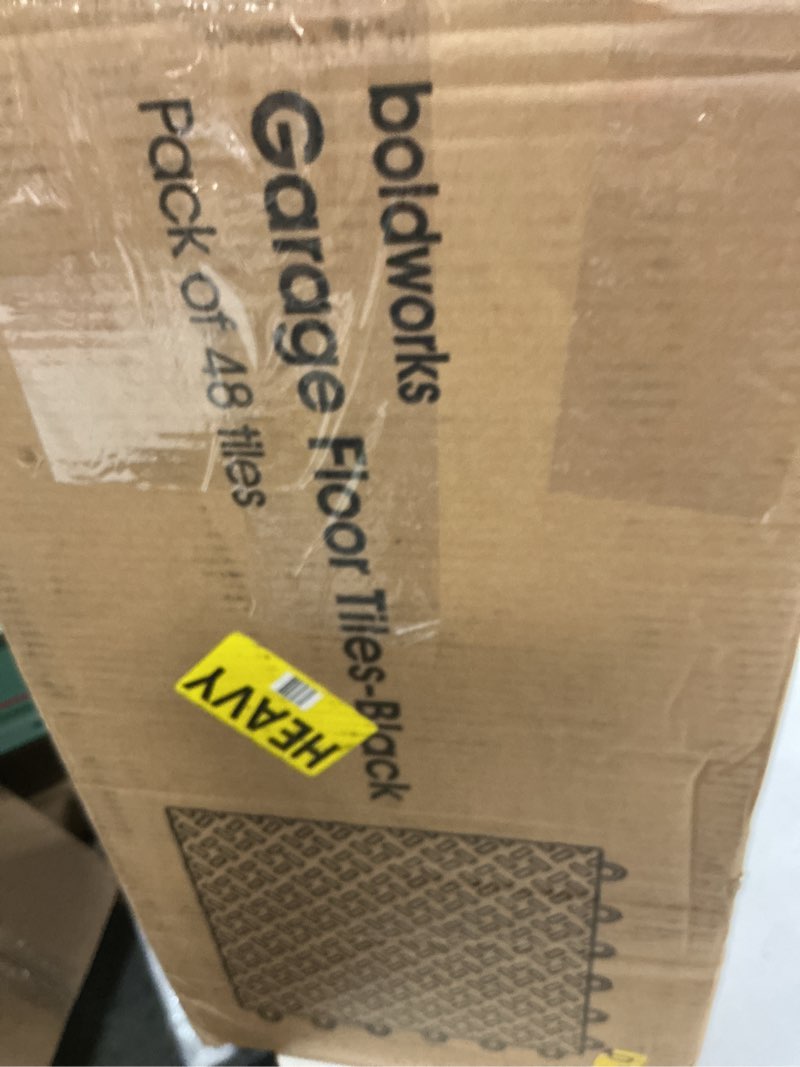 boldworks
Garage Floor Tiles-Black
Pack of 48 tiles
HEAVY